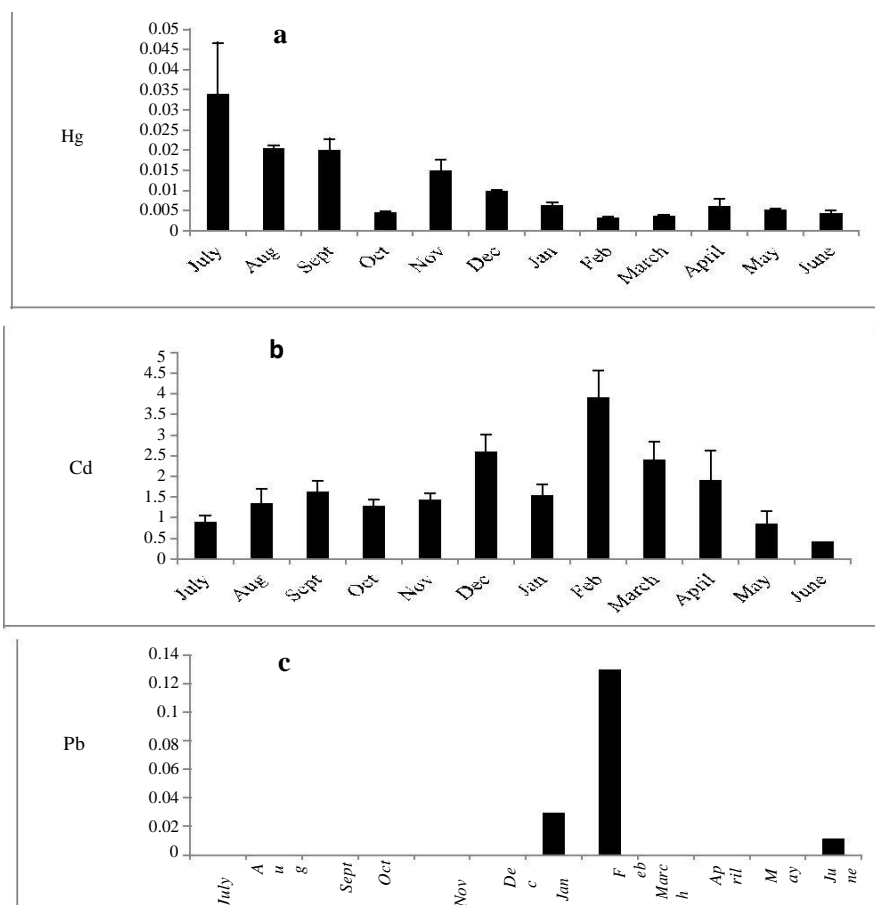 a
0.05
0.045
0.04
0.035
0.03
0.025
0.02
0.015
0.01
0.005
0
Hg
July Aug Sept Oct Nov Dec Jan Feb March April May June
b
5
4.5
4
3.5
3
2.5
2
1.5
1
0.5
0
Cd
July Aug Sept Oct Nov Dec Jan Feb March April May June
c
0.14
0.12
0.1
0.08
0.06
0.04
0.02
0
Pb
July
A
u
g
Sept
Oct
Nov
De
c
Jan
F
eb
Marc
h
Ap
ril
M
ay
Ju
ne